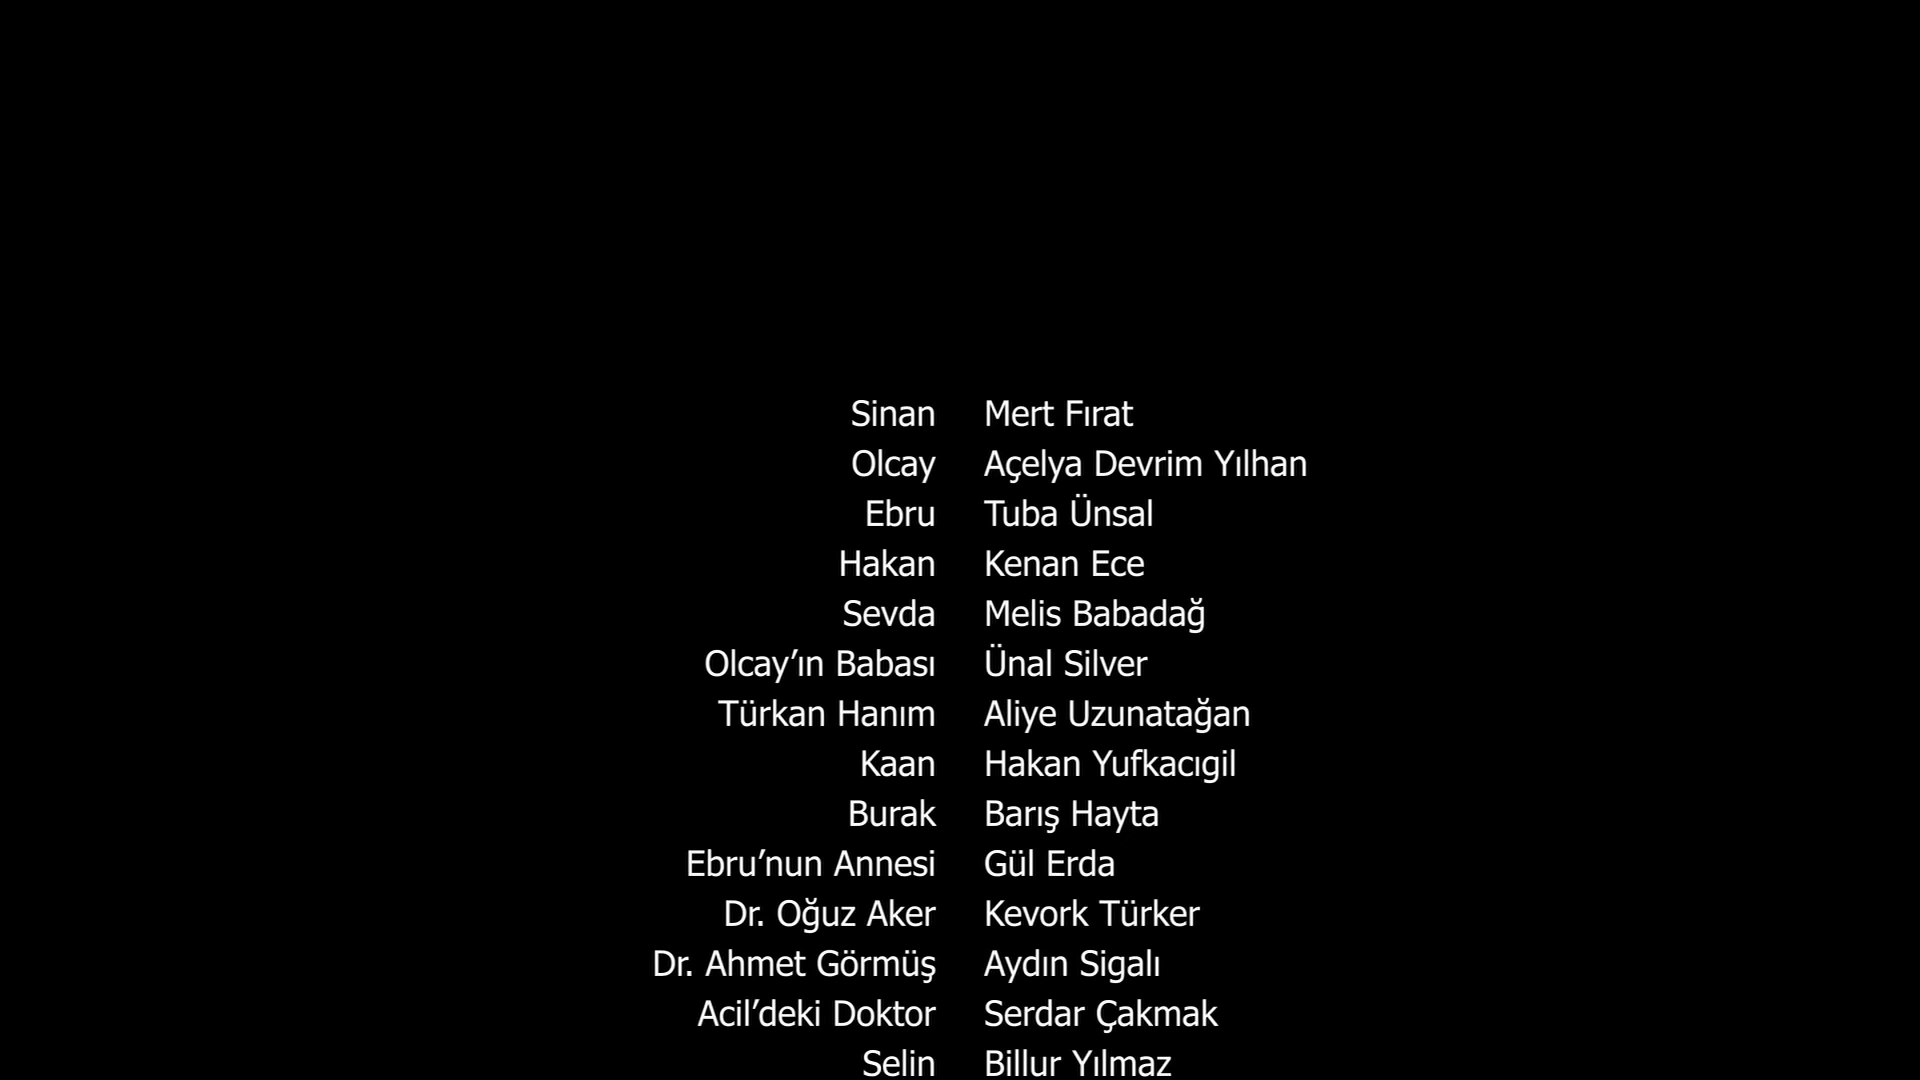 Sinan Mert Fırat
Olcay Açelya Devrim Yılhan
Ebru Tuba Ünsal
Hakan Kenan Ece
Sevda Melis Babadağ
Olcay’ın Babası Ünal Silver
Türkan Hanım Aliye Uzunatağan
Kaan Hakan Yufkacıgil
Burak Barış Hayta
Ebru’nun Annesi Gül Erda
Dr. Oğuz Aker Kevork Türker
Dr. Ahmet Görmüş Aydın Sigalı
Acil’deki Doktor Serdar Çakmak
Selin Billur Yılmaz